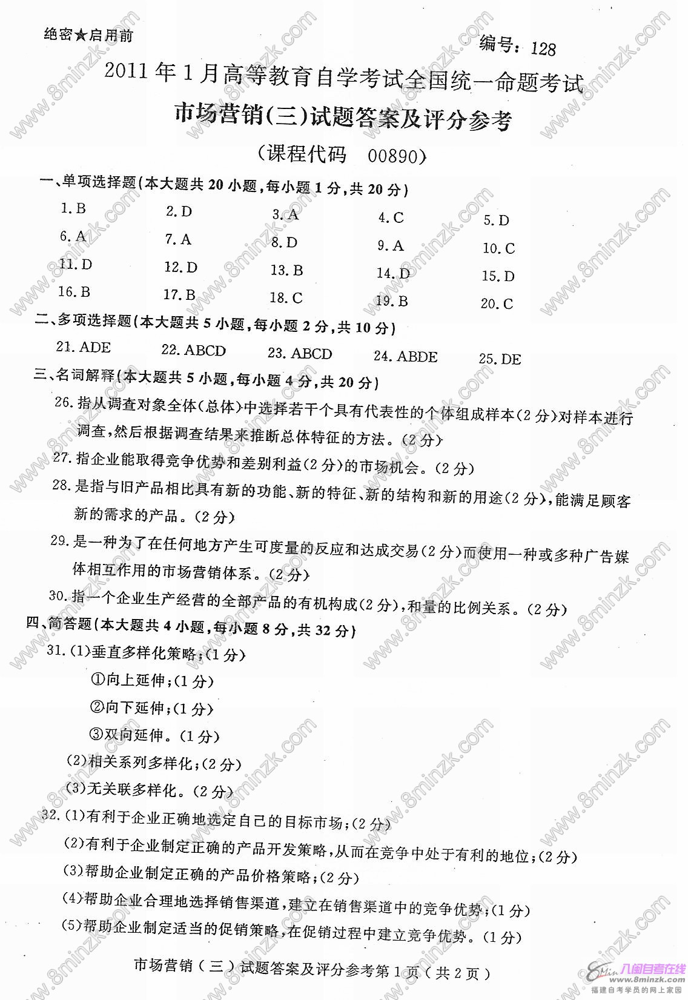 绝密★启用前
编号: 128
2011年1月高等教育自学考试全国统一命题考试
市场营销(三)试题答案及评分参考
(课程代码 00890)
一、单项选择题(本大题共20小题,每小题1分,共20分)
1.B 2.D 3.A 4.C 5.D
6.A 7.A 8.D 9.A 10.C
11.D 12.D 13.B 14.D 15.D
16.B 17.B 18.C 19.B 20.C
二、多项选择题(本大题共5小题,每小题2分,共10分)
21.ADE 22.ABCD 23.ABCD 24.ABDE 25.DE
三、名词解释(本大题共5小题,每小题4分,共20分)
26.指从调查对象全体(总体)中选择若干个具有代表性的个体组成样本(2分)对样本进行
调查,然后根据调查结果来推断总体特征的方法。(2分)
27.指企业能取得竞争优势和差别利益(2分)的市场机会。(2分)
28.是指与旧产品相比具有新的功能、新的特征、新的结构和新的用途(2分),能满足顾客
新的需求的产品。(2分)
29.是一种为了在任何地方产生可度量的反应和达成交易(2分)而使用一种或多种广告媒
体相互作用的市场营销体系。(2分)
30.指一个企业生产经营的全部产品的有机构成(2分),和量的比例关系。(2分)
四、简答题(本大题共4小题,每小题8分,共32分)
31.(1)垂直多样化策略;(1分)
①向上延伸;(1分)
②向下延伸;(1分)
③双向延伸。(1分)
(2)相关系列多样化;(2分)
(3)无关联多样化。(2分)
32.(1)有利于企业正确地选定自己的目标市场;(2分)
(2)有利于企业制定正确的产品开发策略,从而在竞争中处于有利的地位;(2分)
(3)帮助企业制定正确的产品价格策略;(2分)
(4)帮助企业合理地选择销售渠道,建立在销售渠道中的竞争优势;(1分)
(5)帮助企业制定适当的促销策略,在促销过程中建立竞争优势。(1分)
市场营销(三)试题答案及评分参考第1页(共2页)
8Min 八闽自考在线
www.8minzk.com
福建自考学员的网上家园